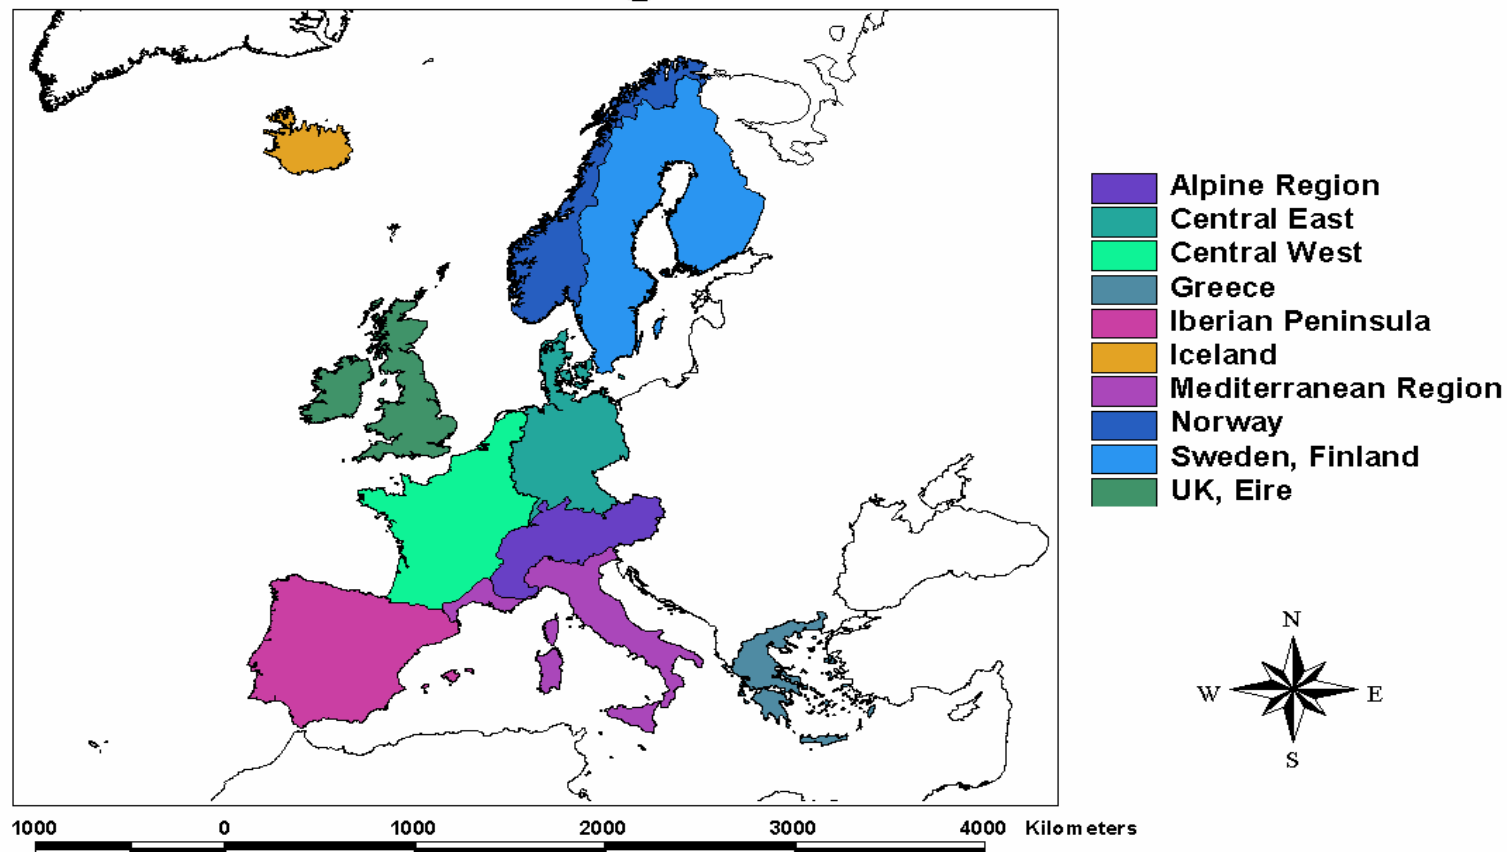 Alpine Region
Central East
Central West
Greece
Iberian Peninsula
Iceland
Mediterranean Region
Norway
Sweden, Finland
UK, Eire
N
W E
S
1000 0 1000 2000 3000 4000 Kilometers